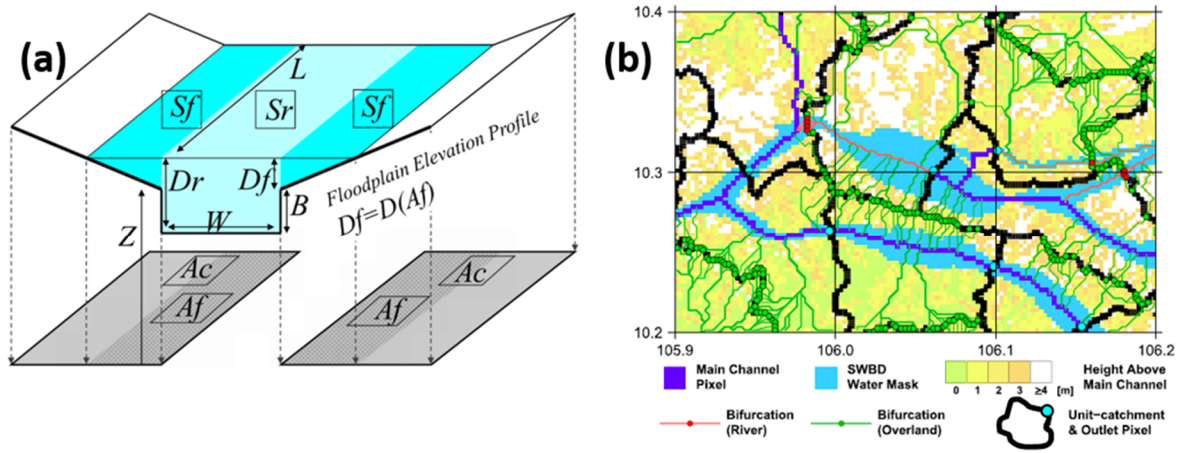 (a)
L
Sf
Sr
Sf
Dr
Df
W
B
Z
Floodplain Elevation Profile
Df=D(Af)
Ac
Af
Ac
Af
(b)
10.4
10.3
10.2
105.9 106.0 106.1 106.2
Main Channel
Pixel
SWBD
Water Mask
0 1 2 3 ≥4 [m]
Height Above
Main Channel
Bifurcation
(River)
Bifurcation
(Overland)
Unit−catchment
& Outlet Pixel